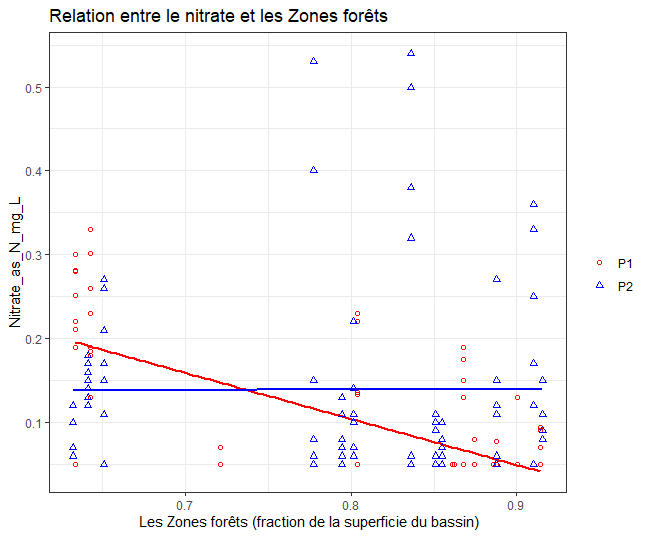 Relation entre le nitrate et les Zones forêts
Nitrate_as_N_mg_L
0.5
0.4
0.3
0.2
0.1
0.7
0.8
0.9
Les Zones forêts (fraction de la superficie du bassin)
P1
P2